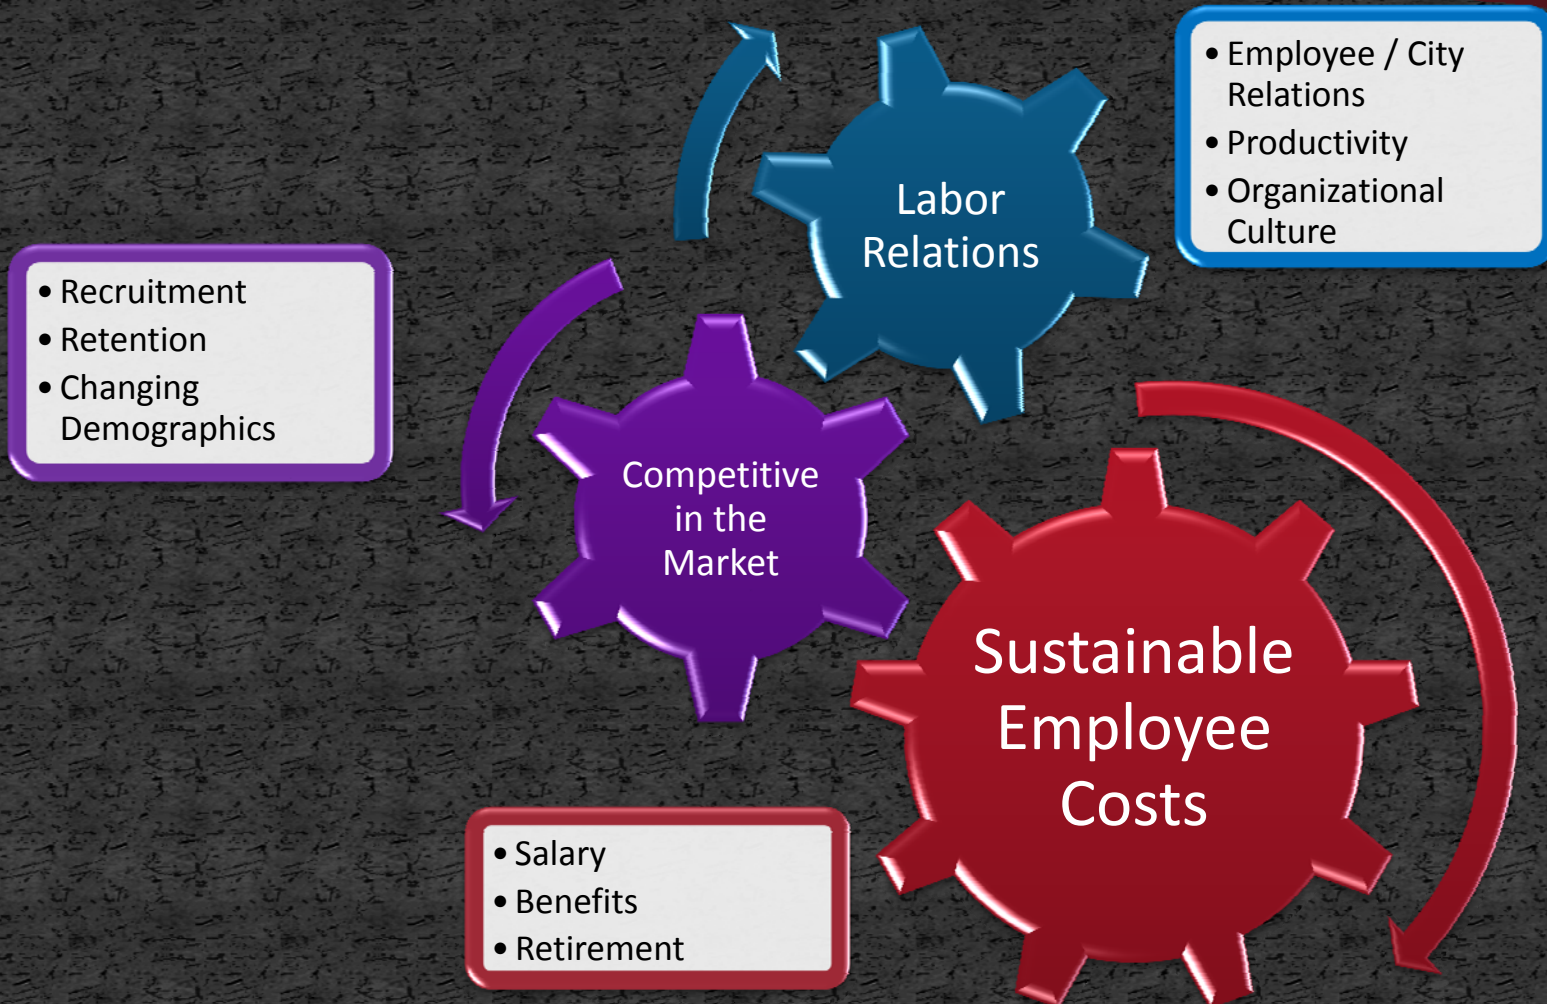 • Employee / City
Relations
• Productivity
• Organizational
Culture
Labor
Relations
• Recruitment
• Retention
• Changing
Demographics
Competitive
in the
Market
Sustainable
Employee
Costs
• Salary
• Benefits
• Retirement